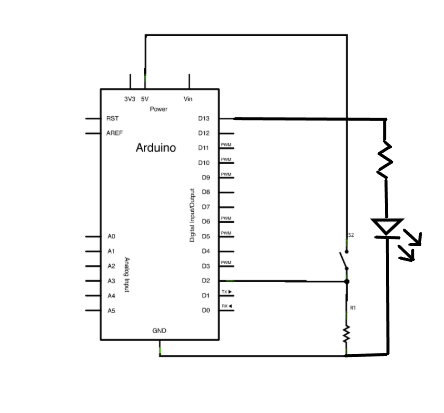 3V3 5V Vin
Power
RST
AREF
Arduino
D13
D12
D11 PWM
D10 PWM
D9 PWM
D8
D7
D6 PWM
D5 PWM
D4
D3 PWM
D2
D1 TX
D0 RX
Digital Input/Output
A0
A1
A2
A3
A4
A5
Analog Input
GND
S2
R1